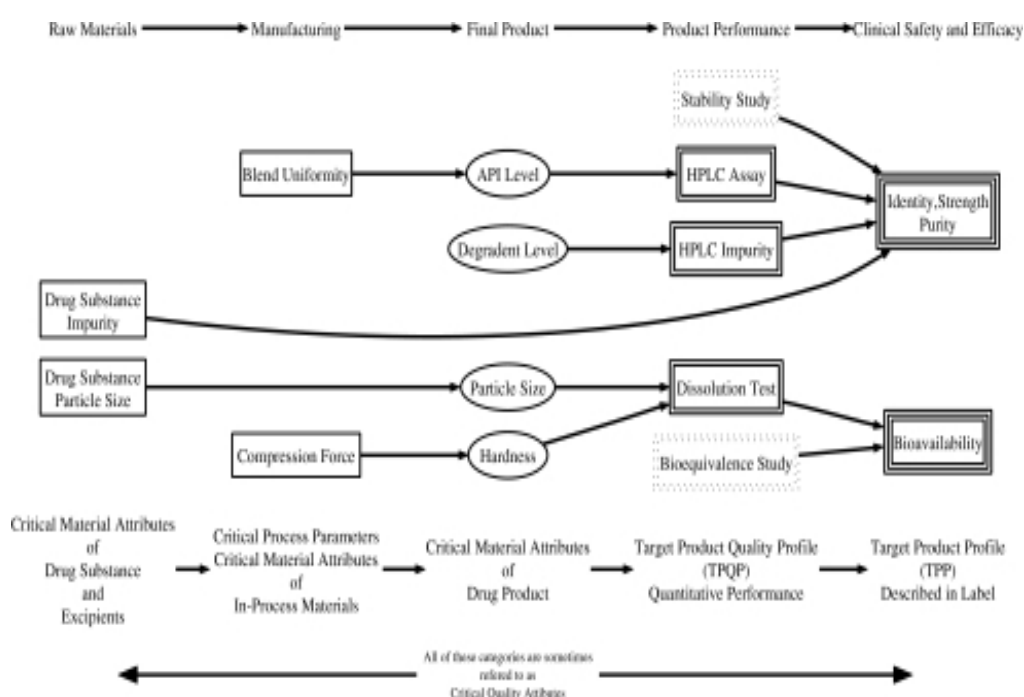 Raw Materials
Manufacturing
Final Product
Product Performance
Clinical Safety and Efficacy
Stability Study
Blend Uniformity
API Level
HPLC Assay
Identity,Strength
Purity
Degradent Level
HPLC Impurity
Drug Substance
Impurity
Drug Substance
Particle Size
Particle Size
Dissolution Test
Compression Force
Hardness
Bioequivalence Study
Bioavailability
Critical Material Attributes
of
Drug Substance
and
Excipients
Critical Process Parameters
Critical Material Attributes
of
In-Process Materials
Critical Material Attributes
of
Drug Product
Target Product Quality Profile
(TPQP)
Quantitative Performance
Target Product Profile
(TPP)
Described in Label
All of these categories are sometimes
refered to as
Critical Quality Attibutes